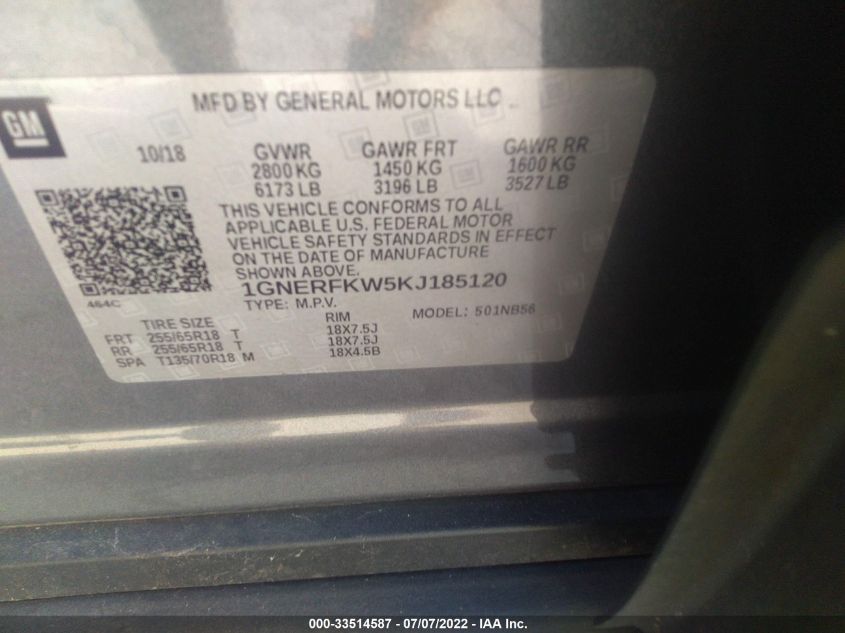 MFD BY GENERAL MOTORS LLC
GM
10/18 GVWR GAWR FRT GAWR RR
2800 KG 1450 KG 1600 KG
6173 LB 3196 LB 3527 LB
THIS VEHICLE CONFORMS TO ALL
APPLICABLE U.S. FEDERAL MOTOR
VEHICLE SAFETY STANDARDS IN EFFECT
ON THE DATE OF MANUFACTURE
SHOWN ABOVE.
464C
1GNERFKW5KJ185120
TYPE: M.P.V. MODEL: 501NB56
TIRE SIZE RIM
FRT 255/65R18 T 18X7.5J
RR 255/65R18 T 18X7.5J
SPA T135/70R18 M 18X4.5B
000-33514587 - 07/07/2022 - IAA Inc.